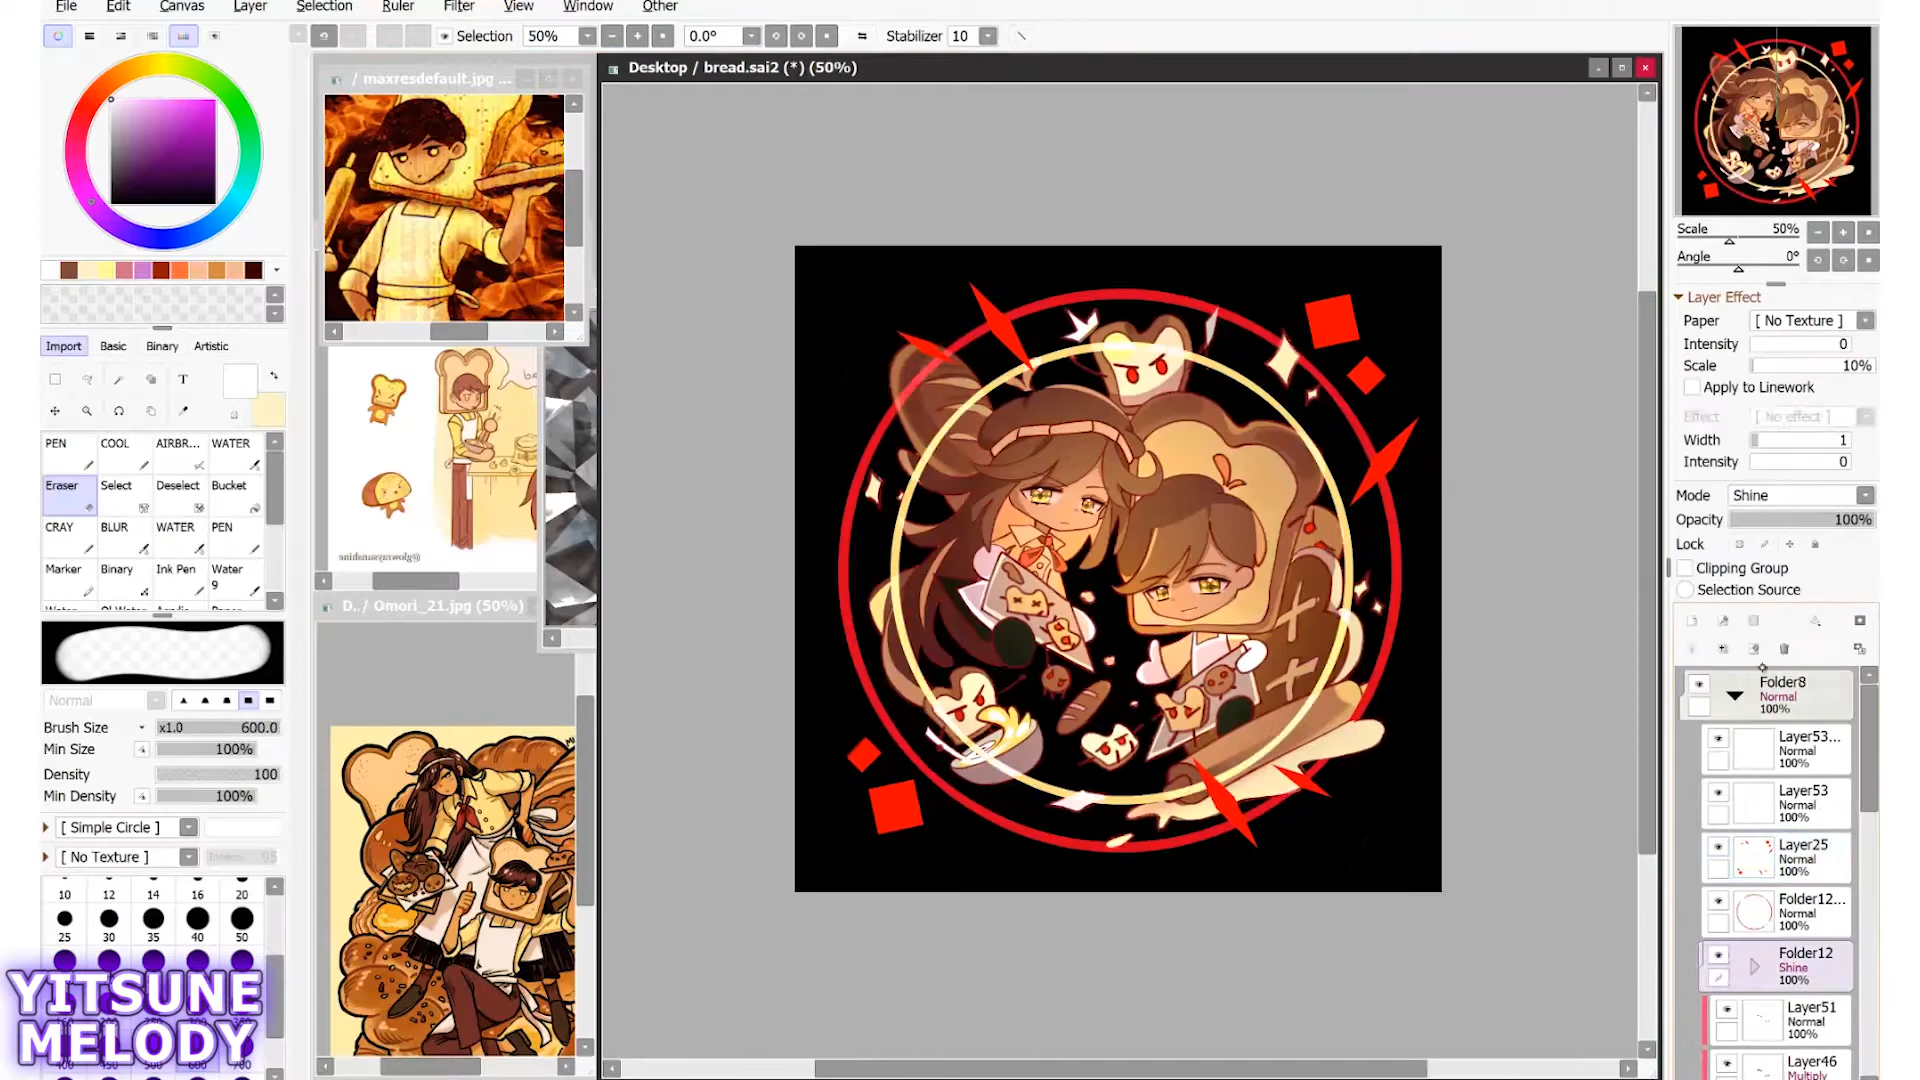 File Edit Canvas Layer Selection Ruler Filter View Window Other
Selection 50% 0.0° Stabilizer 10
/ maxresdefault.jpg ...
Desktop / bread.sai2 (*) (50%)
Scale 50%
Angle 0°
Layer Effect
Paper [ No Texture ]
Intensity 0
Scale 10%
Apply to Linework
Effect [ No effect ]
Width 1
Intensity 0
Mode Shine
Opacity 100%
Lock
Clipping Group
Selection Source
Folder8
Normal
100%
Layer53...
Normal
100%
Layer53
Normal
100%
Layer25
Normal
100%
Folder12...
Normal
100%
Folder12
Shine
100%
Layer51
Normal
100%
Layer46
Multiply
Import Basic Binary Artistic
T
PEN COOL AIRBR... WATER
Eraser Select Deselect Bucket
CRAY BLUR WATER PEN
Marker Binary Ink Pen Water
9
Normal
Brush Size x1.0 600.0
Min Size 100%
Density 100
Min Density 100%
[ Simple Circle ]
[ No Texture ] 95
10 12 14 16 20
25 30 35 40 50
@glowraysunshine
D../ Omori_21.jpg (50%)
YITSUNE
MELODY